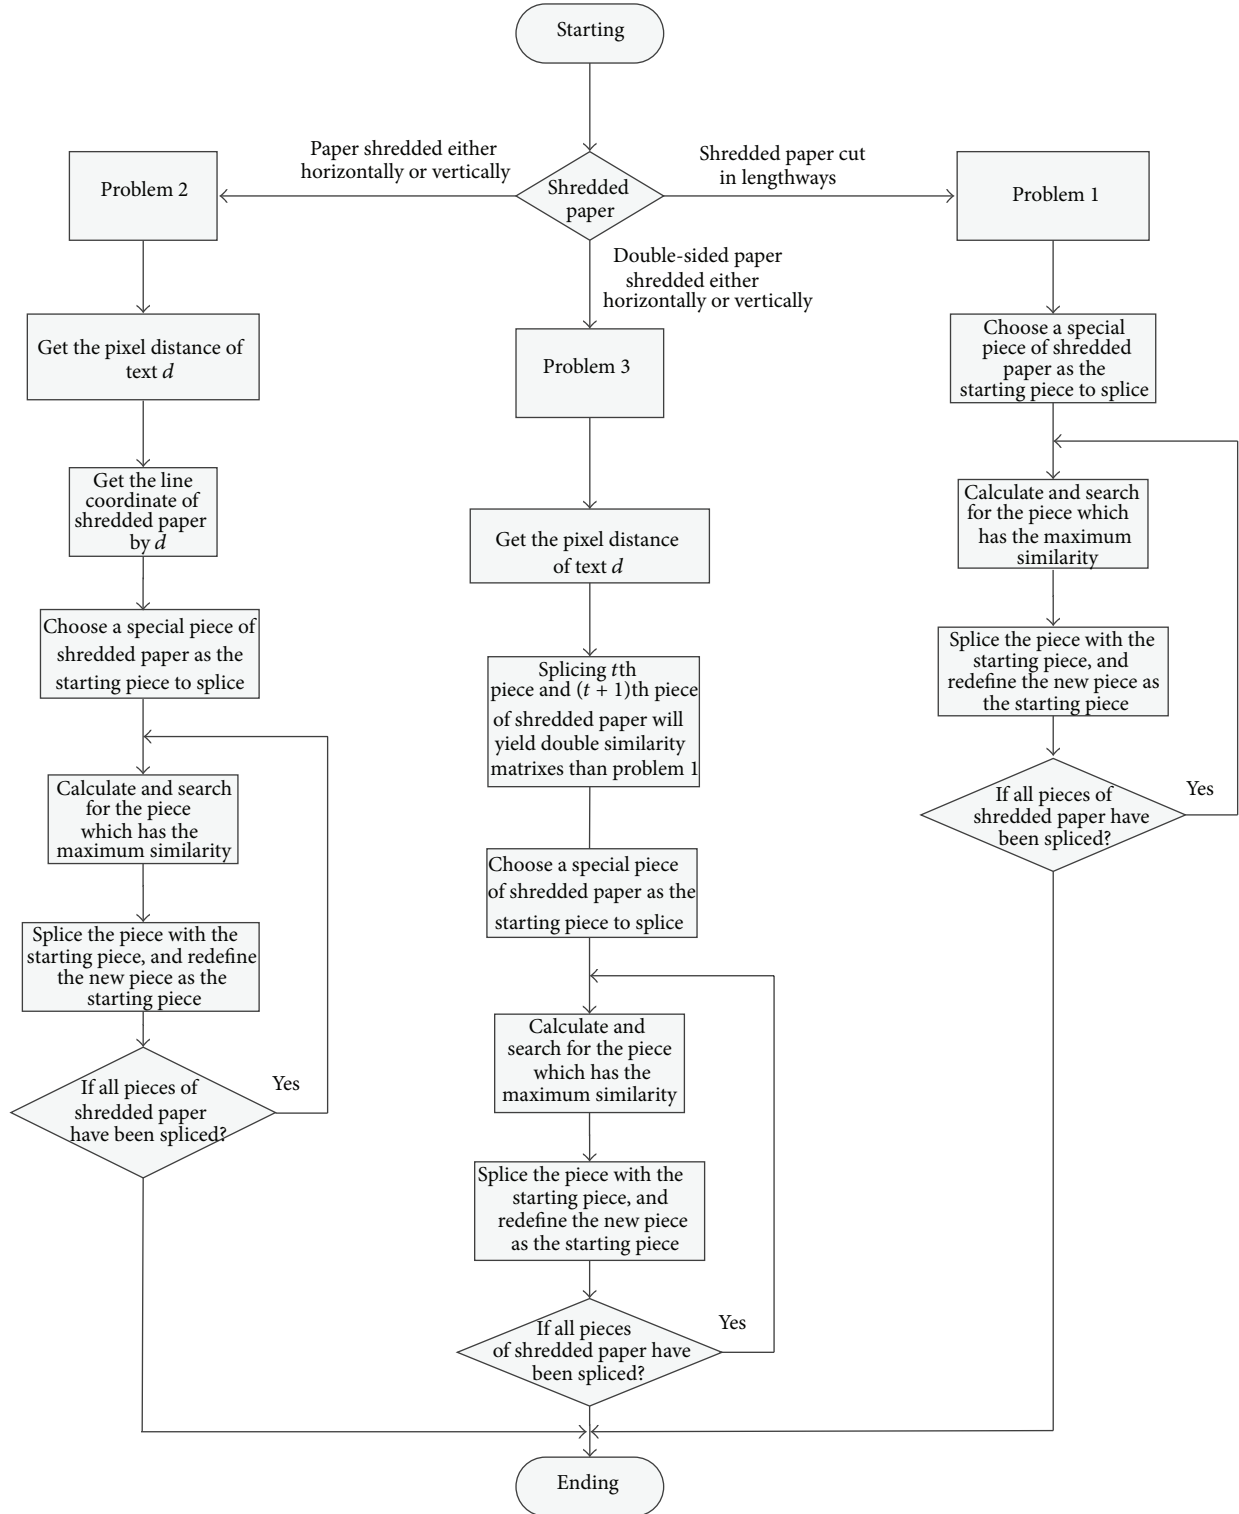 Starting
Paper shredded either
horizontally or vertically
Shredded paper cut
in lengthways
Shredded
paper
Problem 2
Problem 1
Double-sided paper
shredded either
horizontally or vertically
Problem 3
Get the pixel distance of
text d
Get the line
coordinate of
shredded paper
by d
Choose a special piece of
shredded paper as the
starting piece to splice
Calculate and search
for the piece
which has the
maximum similarity
Splice the piece with the
starting piece, and redefine
the new piece as the
starting piece
If all pieces of
shredded paper
have been spliced?
Yes
Get the pixel distance
of text d
Splicing tth
piece and (t + 1)th piece
of shredded paper will
yield double similarity
matrixes than problem 1
Choose a special piece
of shredded paper as the
starting piece to splice
Calculate and
search for the piece
which has the
maximum similarity
Splice the piece with the
starting piece, and
redefine the new piece
as the starting piece
If all pieces
of shredded paper have
been spliced?
Yes
Choose a special
piece of shredded
paper as the
starting piece to splice
Calculate and search
for the piece which
has the maximum
similarity
Splice the piece with the
starting piece, and
redefine the new piece as
the starting piece
If all pieces of
shredded paper have
been spliced?
Yes
Ending